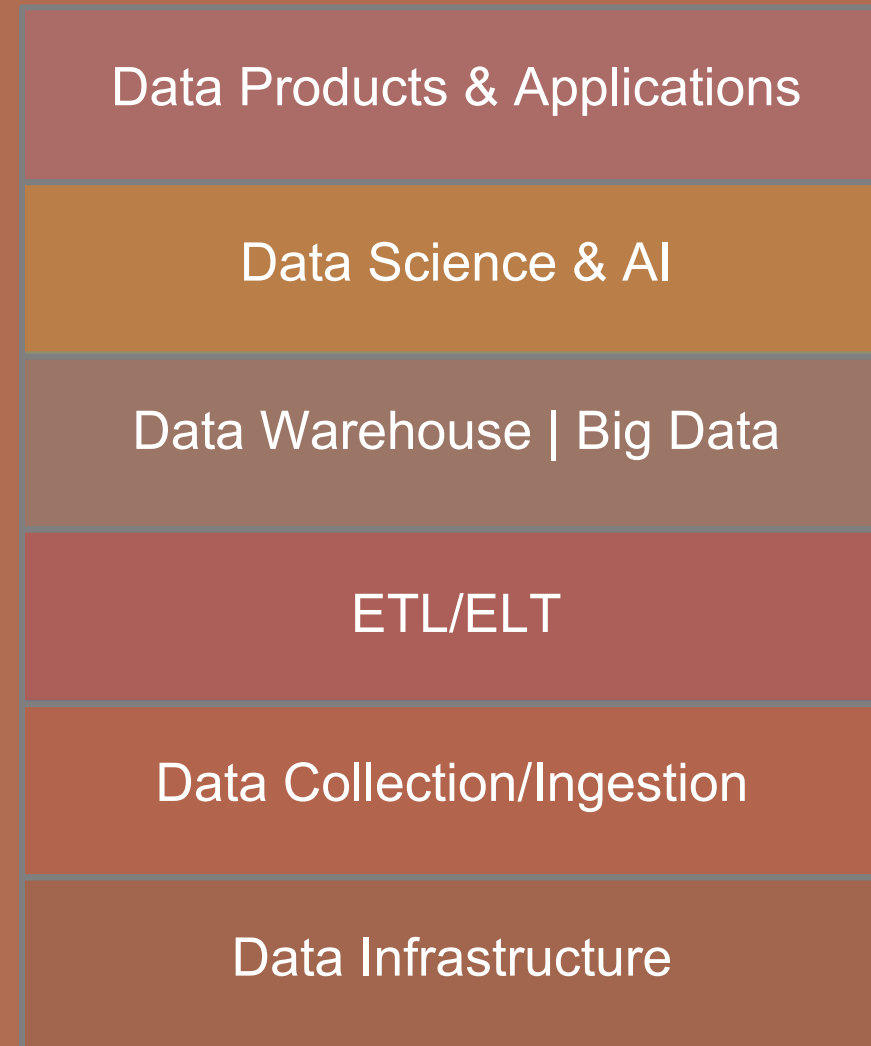 Data Products & Applications
Data Science & AI
Data Warehouse | Big Data
ETL/ELT
Data Collection/Ingestion
Data Infrastructure